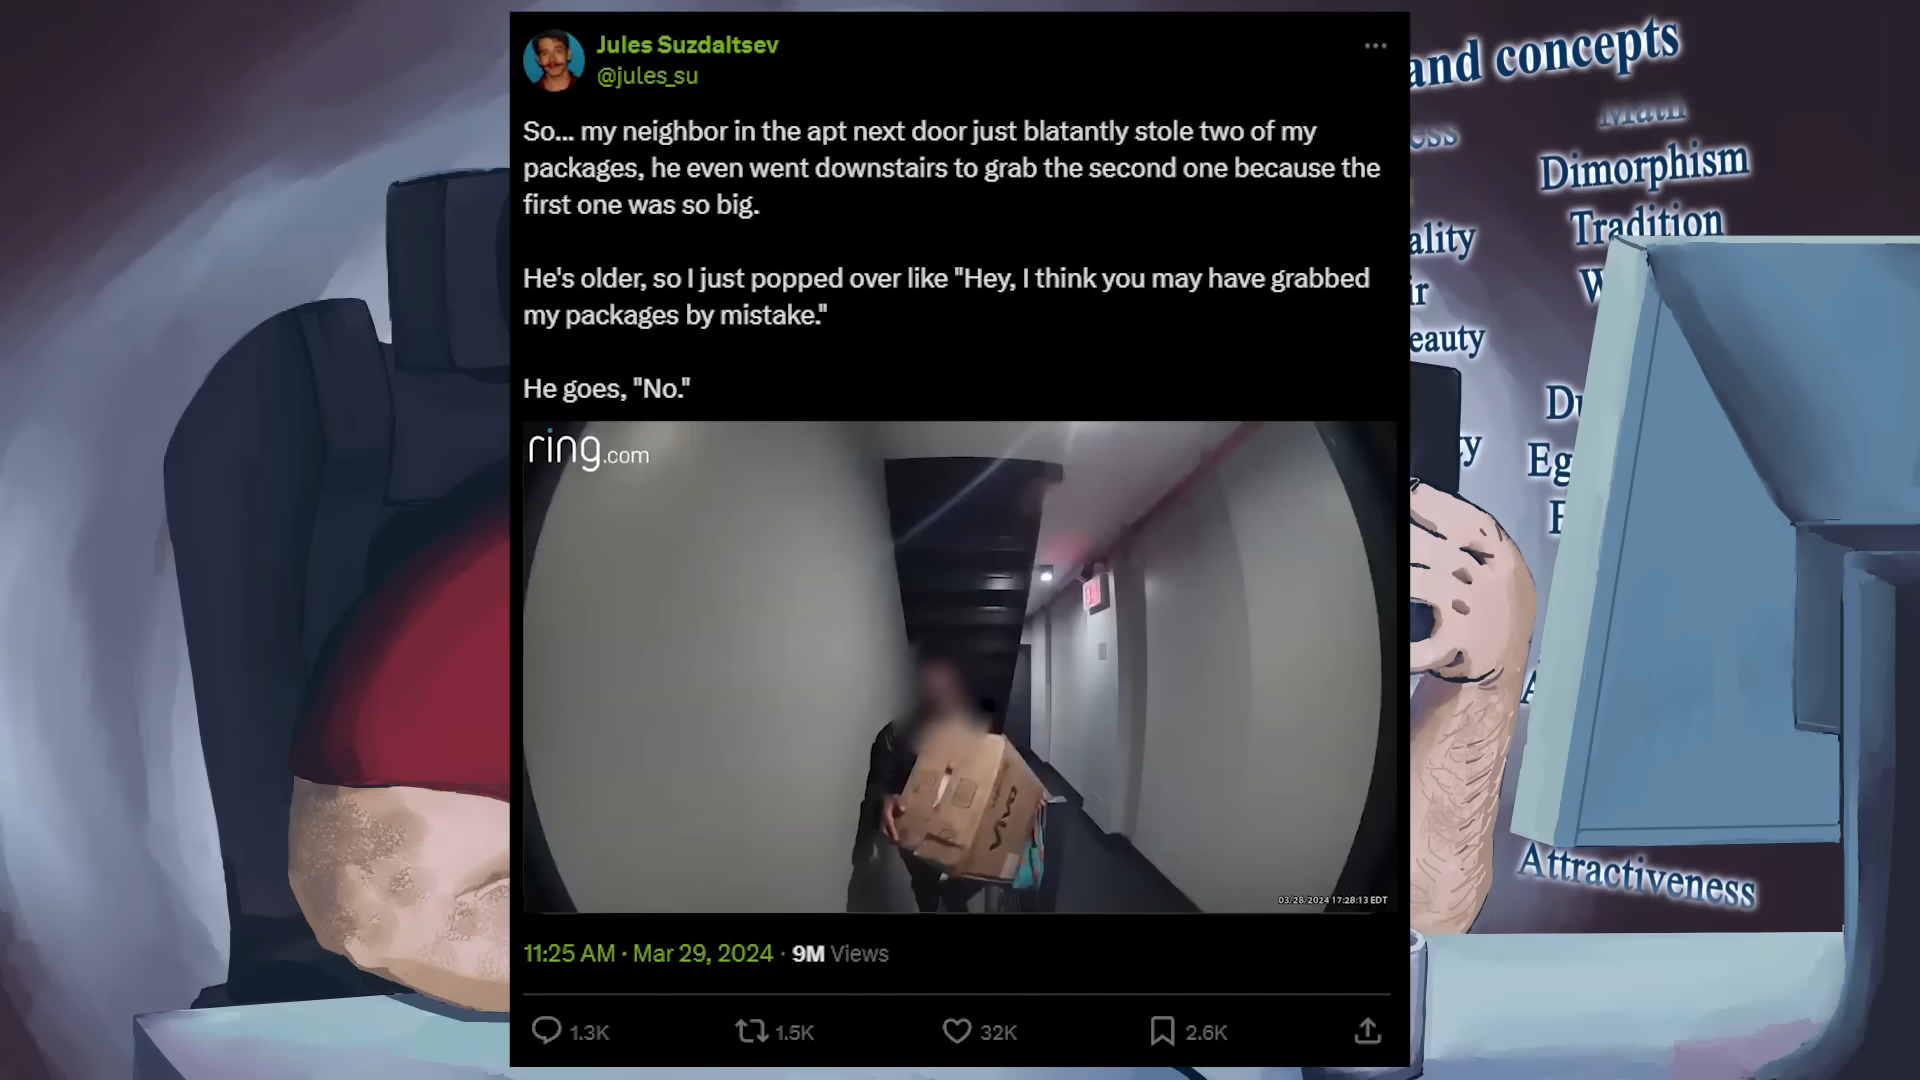 Jules Suzdaltsev
@jules_su
So... my neighbor in the apt next door just blatantly stole two of my
packages, he even went downstairs to grab the second one because the
first one was so big.
He's older, so I just popped over like "Hey, I think you may have grabbed
my packages by mistake."
He goes, "No."
ring.com
VIVO
03/28/2024 17:28:13 EDT
11:25 AM · Mar 29, 2024 · 9M Views
1.3K
1.5K
32K
2.6K
and concepts
Math
Dimorphism
Tradition
Attractiveness